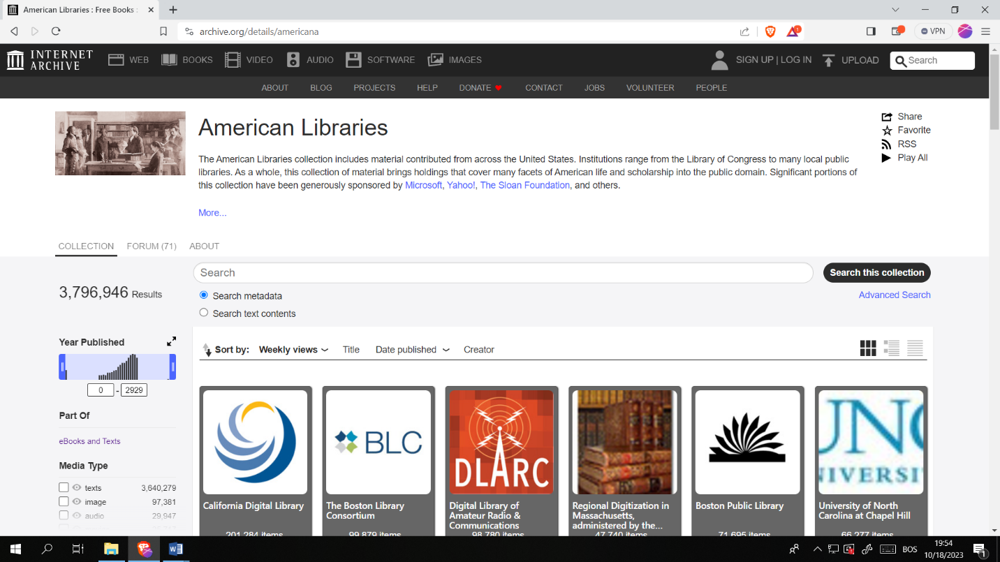 American Libraries : Free Books :
archive.org/details/americana
1
VPN
INTERNET
ARCHIVE
WEB
BOOKS
VIDEO
AUDIO
SOFTWARE
IMAGES
SIGN UP | LOG IN
UPLOAD
Search
ABOUT
BLOG
PROJECTS
HELP
DONATE
CONTACT
JOBS
VOLUNTEER
PEOPLE
American Libraries
Share
Favorite
RSS
Play All
The American Libraries collection includes material contributed from across the United States. Institutions range from the Library of Congress to many local public
libraries. As a whole, this collection of material brings holdings that cover many facets of American life and scholarship into the public domain. Significant portions of
this collection have been generously sponsored by Microsoft, Yahoo!, The Sloan Foundation, and others.
More...
COLLECTION
FORUM (71)
ABOUT
3,796,946 Results
Search
Search this collection
Search metadata
Advanced Search
Search text contents
Year Published
0 - 2929
Part Of
eBooks and Texts
Media Type
texts 3,640,279
image 97,381
audio 29,947
Sort by:
Weekly views
Title
Date published
Creator
California Digital Library
201,284 items
BLC
The Boston Library
Consortium
99,879 items
DLARC
Digital Library of
Amateur Radio &
Communications
98,780 items
Regional Digitization in
Massachusetts,
administered by the...
47,740 items
Boston Public Library
71,695 items
UNC
UNIVERSIT
University of North
Carolina at Chapel Hill
66,277 items
BOS
19:54
10/18/2023
1